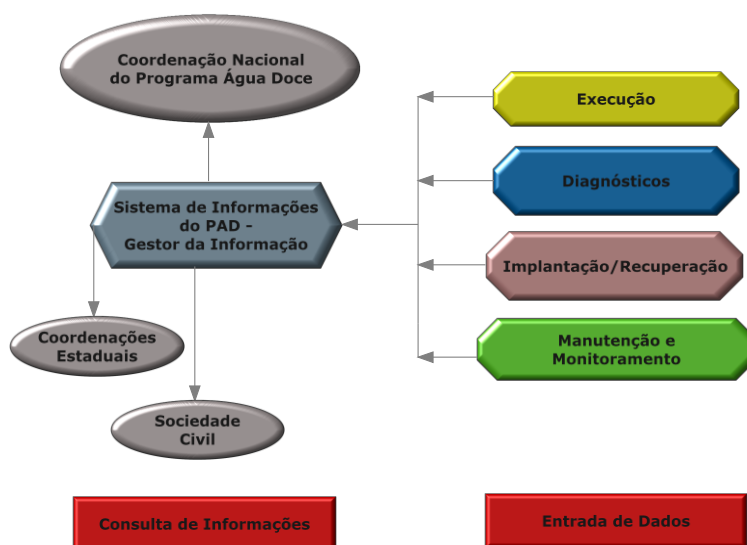 Coordenação Nacional
do Programa Água Doce
Execução
Diagnósticos
Sistema de Informações
do PAD -
Gestor da Informação
Implantação/Recuperação
Coordenações
Estaduais
Manutenção e
Monitoramento
Sociedade
Civil
Consulta de Informações
Entrada de Dados